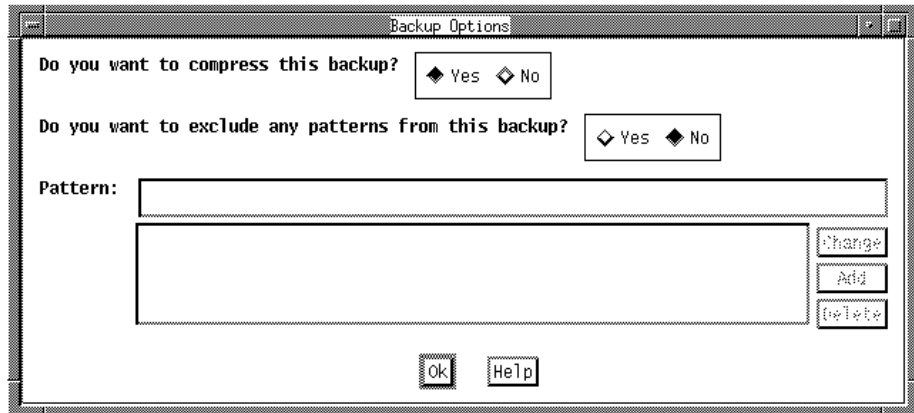 Backup Options
Do you want to compress this backup? Yes No
Do you want to exclude any patterns from this backup? Yes No
Pattern:
Change
Add
Delete
Ok Help